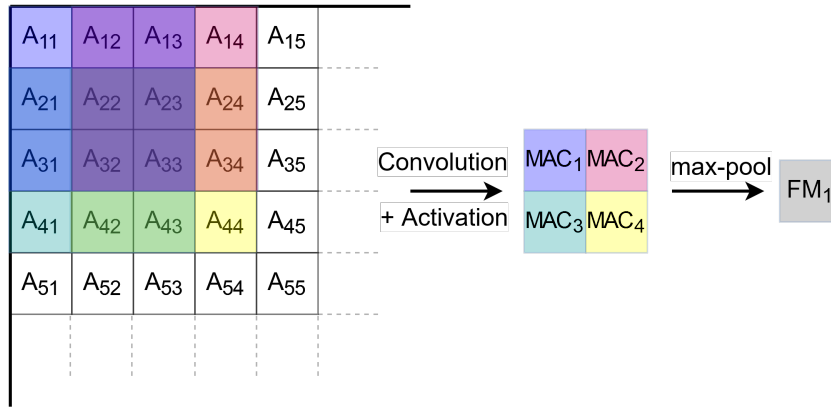 A11 A12 A13 A14 A15
A21 A22 A23 A24 A25
A31 A32 A33 A34 A35
A41 A42 A43 A44 A45
A51 A52 A53 A54 A55
Convolution
+ Activation
MAC1 MAC2
MAC3 MAC4
max-pool
FM1